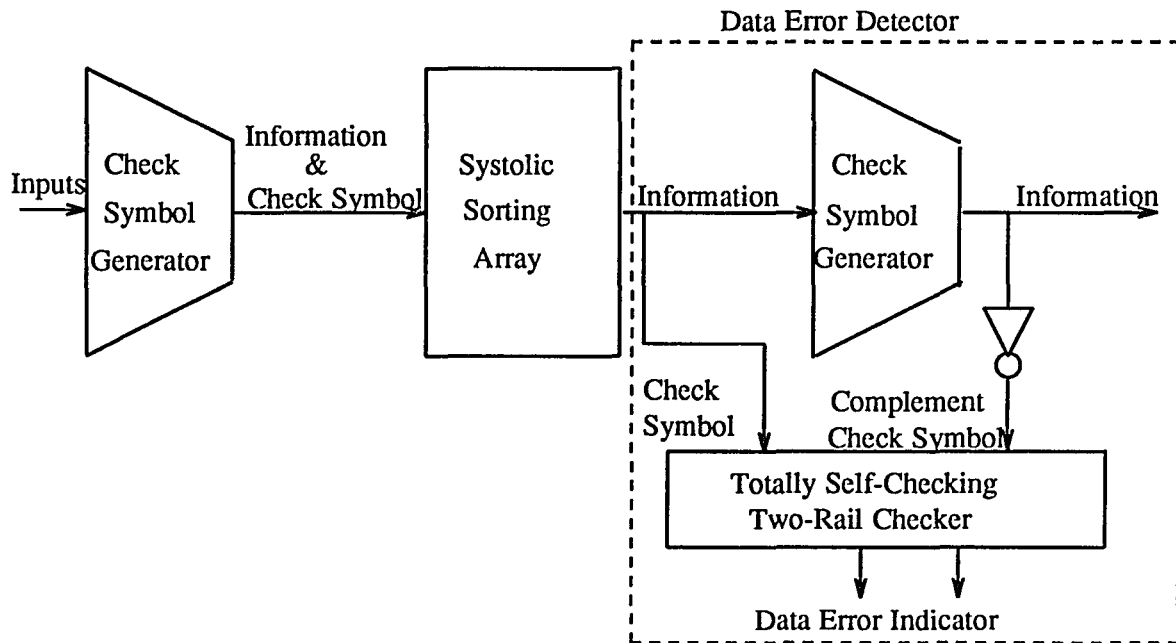 Data Error Detector
Inputs
Check
Symbol
Generator
Information
&
Check Symbol
Systolic
Sorting
Array
Information
Check
Symbol
Generator
Information
Check
Symbol
Complement
Check Symbol
Totally Self-Checking
Two-Rail Checker
Data Error Indicator